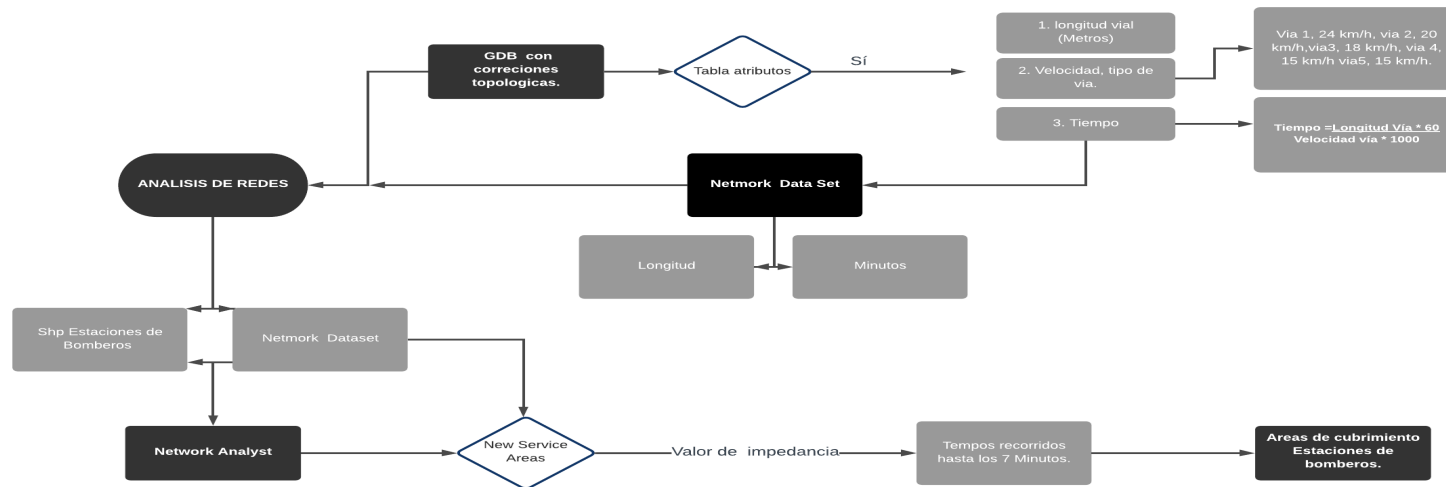 GDB con
correciones
topologicas.
Tabla atributos
Sí
1. longitud vial
(Metros)
2. Velocidad, tipo de
via.
3. Tiempo
Via 1, 24 km/h, via 2, 20
km/h,via3, 18 km/h, via 4,
15 km/h via5, 15 km/h.
Tiempo =Longitud Vía * 60
Velocidad vía * 1000
ANALISIS DE REDES
Netmork Data Set
Longitud
Minutos
Shp Estaciones de
Bomberos
Netmork Dataset
Network Analyst
New Service
Areas
Valor de impedancia
Tempos recorridos
hasta los 7 Minutos.
Areas de cubrimiento
Estaciones de
bomberos.